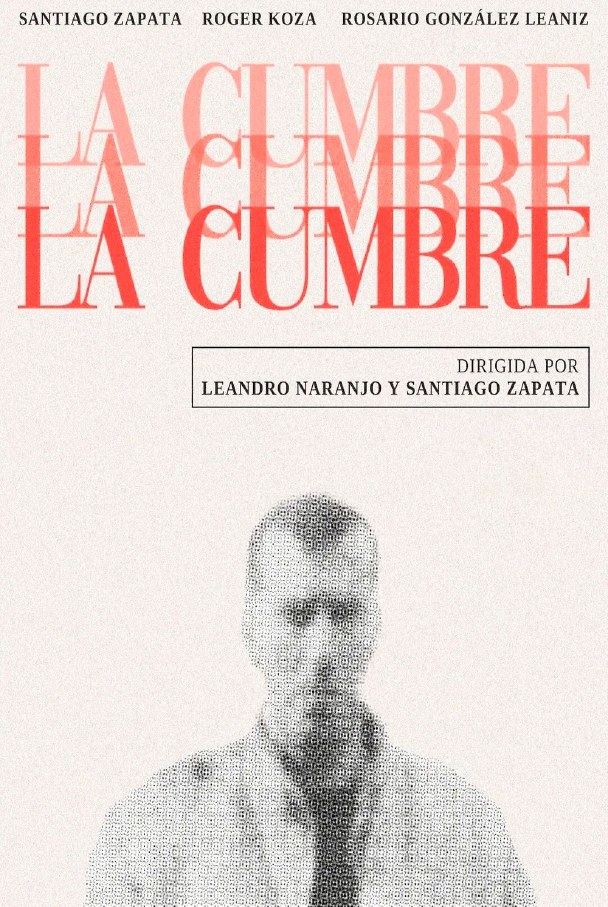 SANTIAGO ZAPATA ROGER KOZA ROSARIO GONZÁLEZ LEANIZ
LA CUMBRE
LA CUMBRE
LA CUMBRE
DIRIGIDA POR
LEANDRO NARANJO Y SANTIAGO ZAPATA